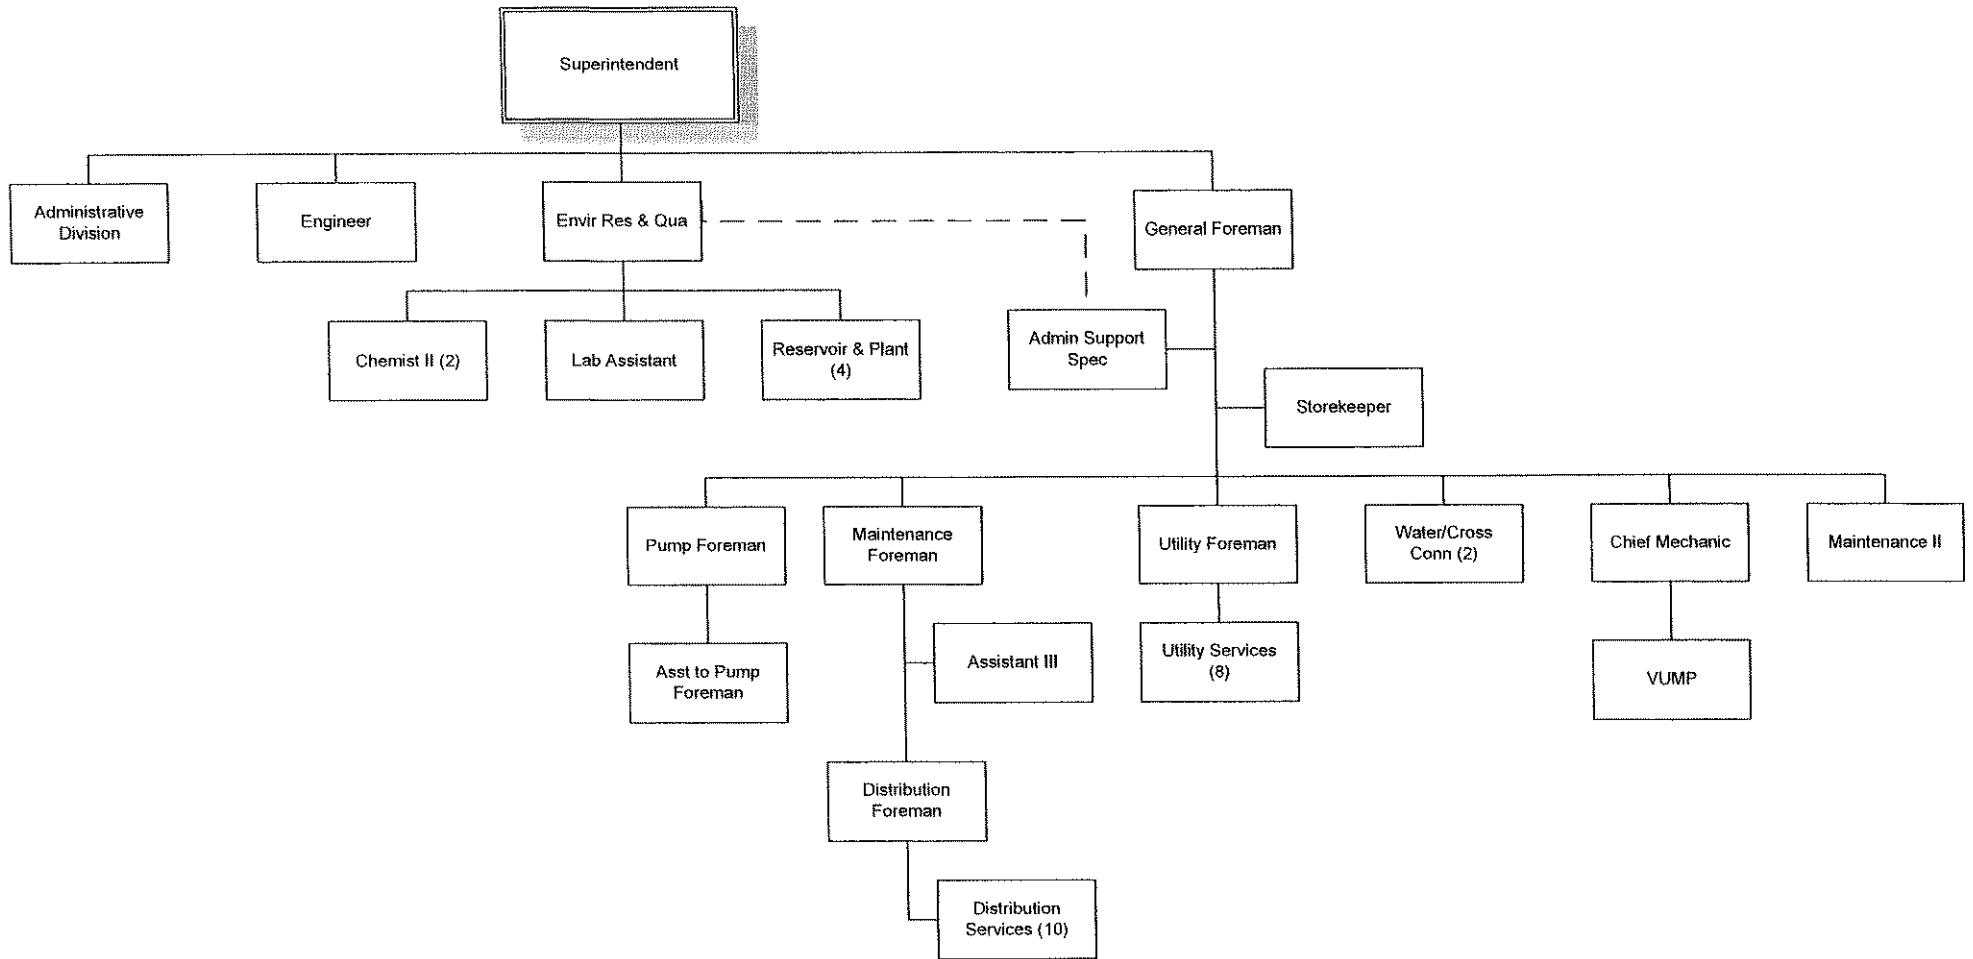 Superintendent
Administrative
Division
Engineer
Envir Res & Qua
General Foreman
Chemist II (2)
Lab Assistant
Reservoir & Plant
(4)
Admin Support
Spec
Storekeeper
Pump Foreman
Maintenance
Foreman
Utility Foreman
Water/Cross
Conn (2)
Chief Mechanic
Maintenance II
Asst to Pump
Foreman
Assistant III
Utility Services
(8)
VUMP
Distribution
Foreman
Distribution
Services (10)